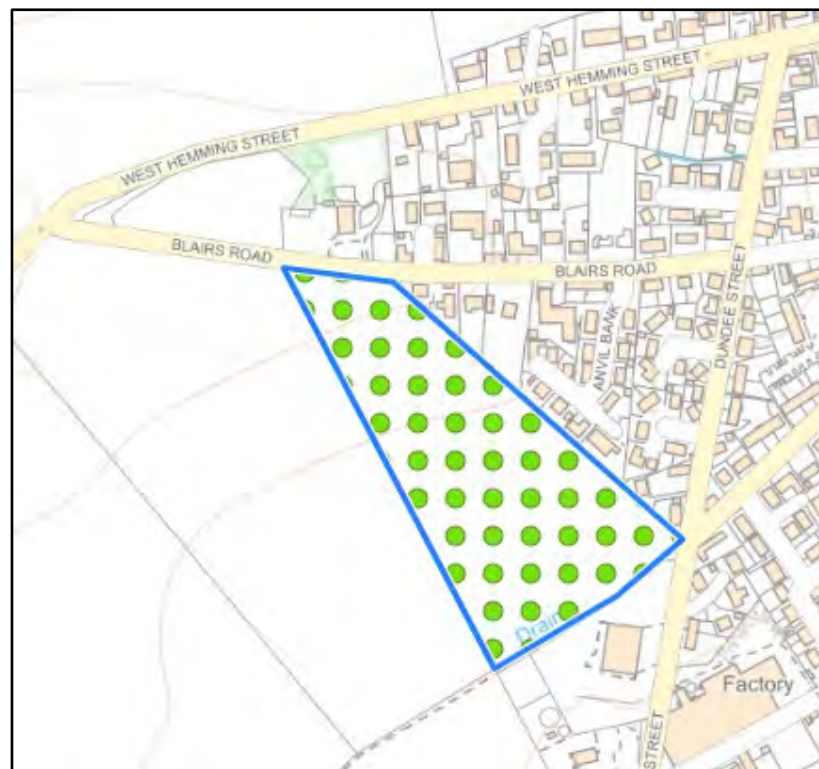 WEST HEMMING STREET
WEST HEMMING STREET
BLAIRS ROAD
BLAIRS ROAD
ANVIL BANK
DUNDEE STREET
Drain
Factory
STREET